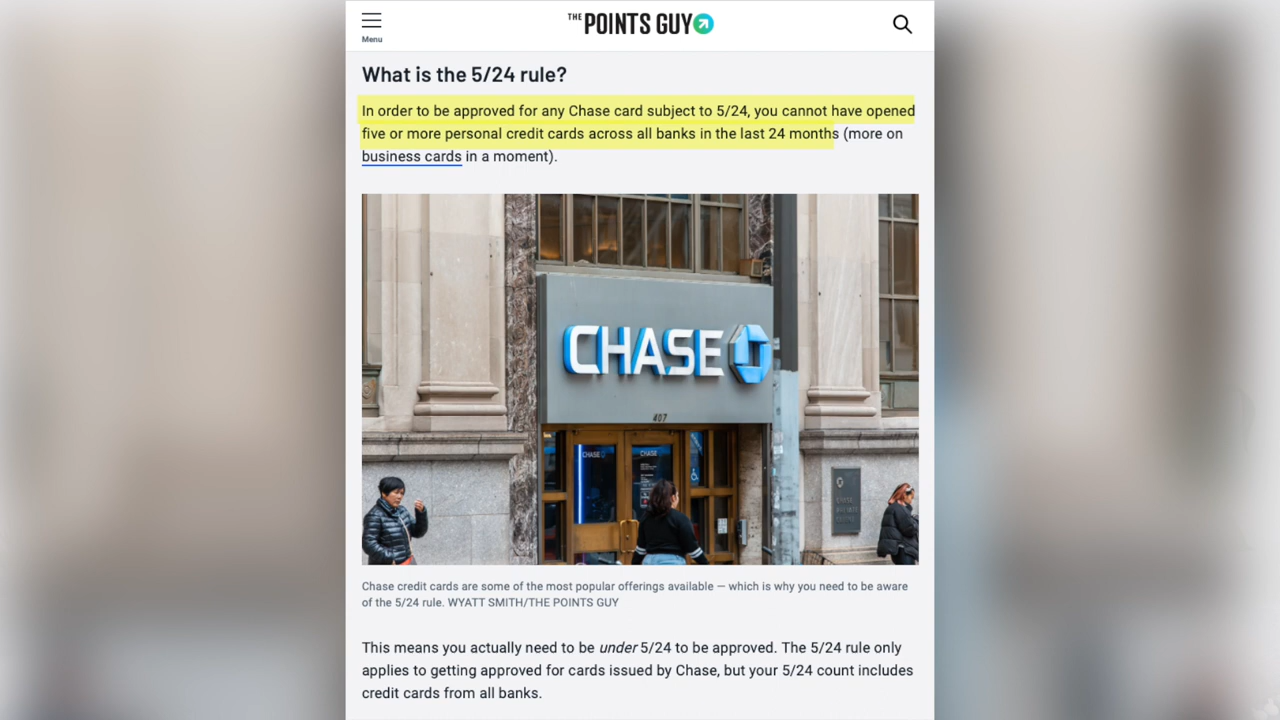 Menu
THE POINTS GUY
What is the 5/24 rule?
In order to be approved for any Chase card subject to 5/24, you cannot have opened
five or more personal credit cards across all banks in the last 24 months (more on
business cards in a moment).
CHASE
407
CHASE
CHASE
CHASE
Chase credit cards are some of the most popular offerings available — which is why you need to be aware
of the 5/24 rule. WYATT SMITH/THE POINTS GUY
This means you actually need to be under 5/24 to be approved. The 5/24 rule only
applies to getting approved for cards issued by Chase, but your 5/24 count includes
credit cards from all banks.